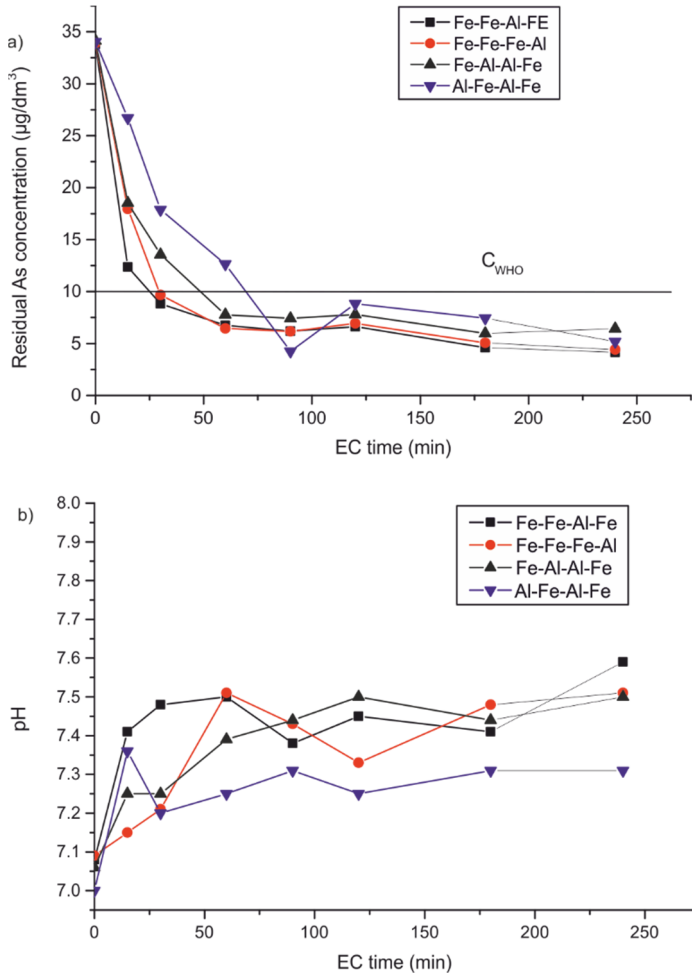 a)
Residual As concentration (µg/dm³)
35
30
25
20
15
10
5
0
Fe-Fe-Al-FE
Fe-Fe-Fe-Al
Fe-Al-Al-Fe
Al-Fe-Al-Fe
C_WHO
0 50 100 150 200 250
EC time (min)
b)
pH
8.0
7.9
7.8
7.7
7.6
7.5
7.4
7.3
7.2
7.1
7.0
Fe-Fe-Al-Fe
Fe-Fe-Fe-Al
Fe-Al-Al-Fe
Al-Fe-Al-Fe
0 50 100 150 200 250
EC time (min)